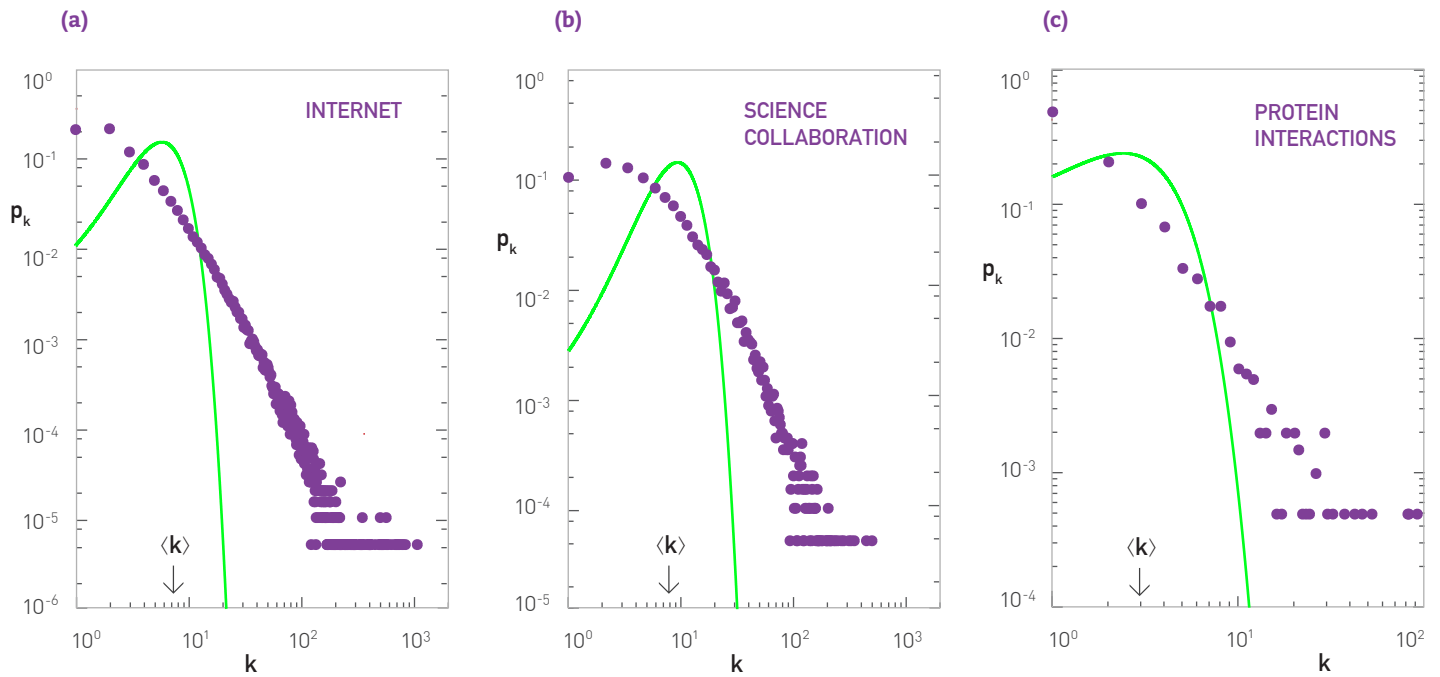 (a)
INTERNET
10⁰
10⁻¹
10⁻²
10⁻³
10⁻⁴
10⁻⁵
10⁻⁶
pₖ
⟨k⟩
10⁰ 10¹ 10² 10³
k
(b)
SCIENCE
COLLABORATION
10⁰
10⁻¹
10⁻²
10⁻³
10⁻⁴
10⁻⁵
pₖ
⟨k⟩
10⁰ 10¹ 10² 10³
k
(c)
PROTEIN
INTERACTIONS
10⁰
10⁻¹
10⁻²
10⁻³
10⁻⁴
pₖ
⟨k⟩
10⁰ 10¹ 10²
k